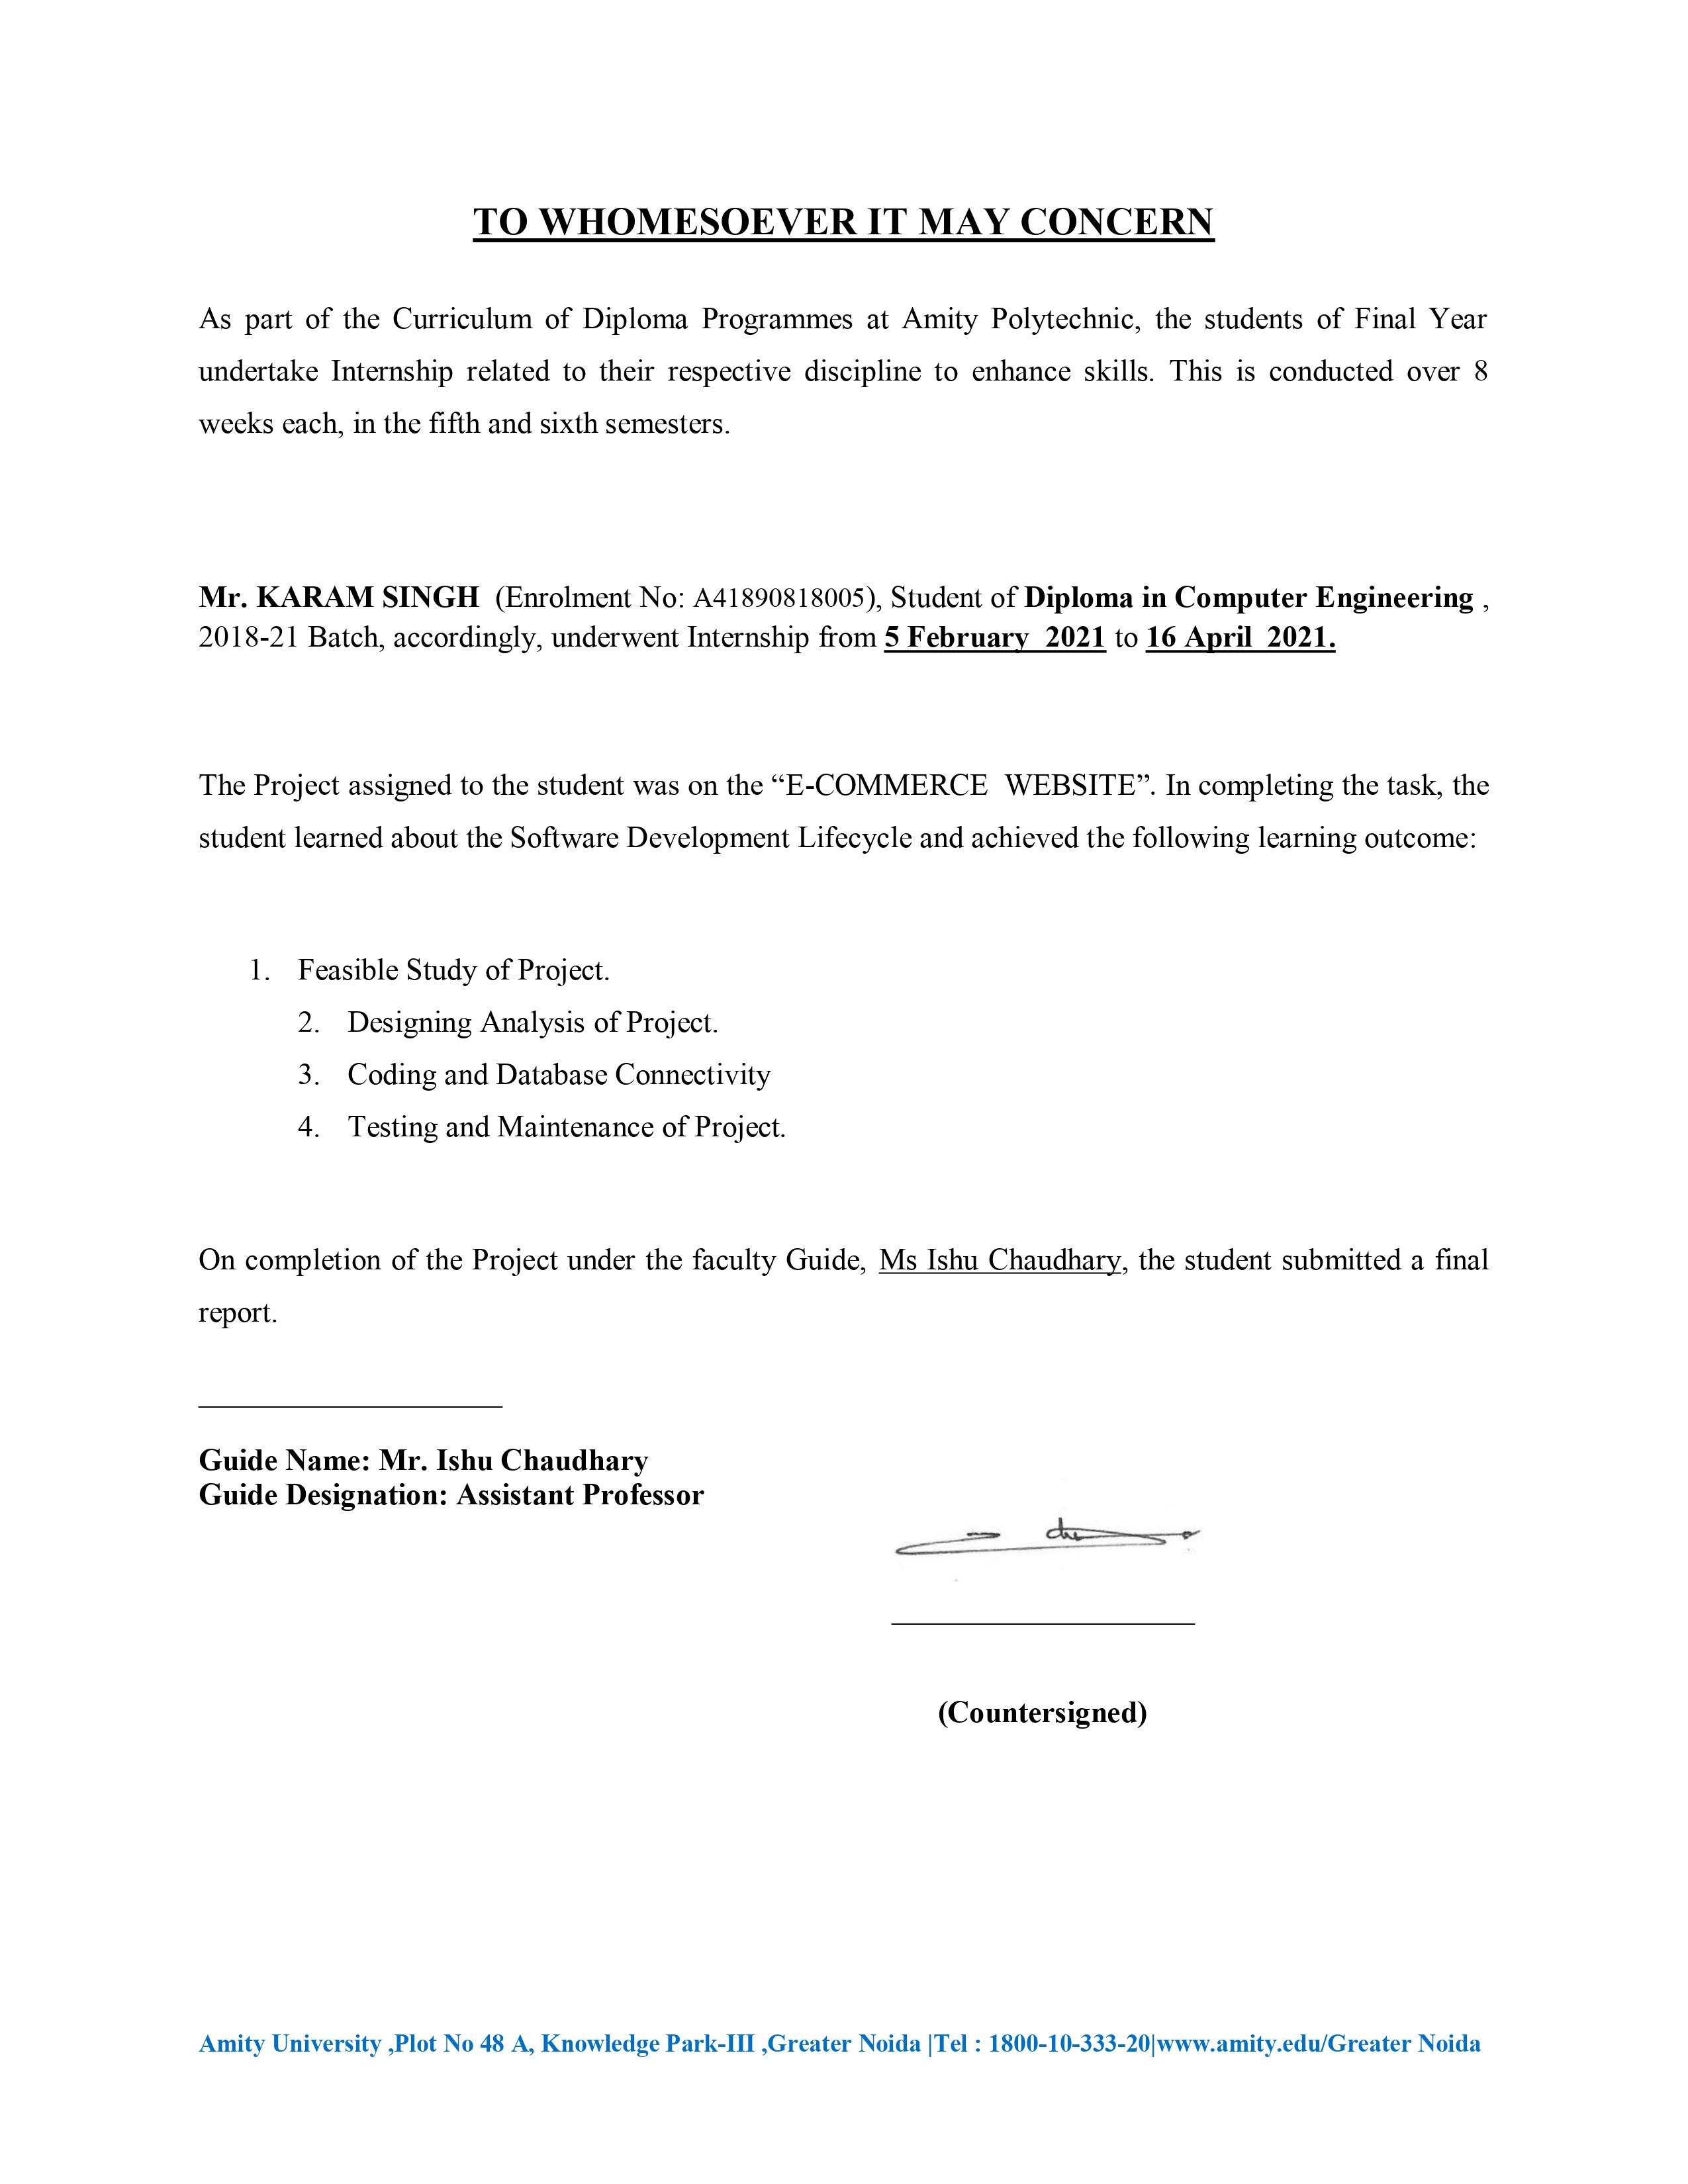 TO WHOMESOEVER IT MAY CONCERN
As part of the Curriculum of Diploma Programmes at Amity Polytechnic, the students of Final Year
undertake Internship related to their respective discipline to enhance skills. This is conducted over 8
weeks each, in the fifth and sixth semesters.
Mr. KARAM SINGH (Enrolment No: A41890818005), Student of Diploma in Computer Engineering ,
2018-21 Batch, accordingly, underwent Internship from 5 February 2021 to 16 April 2021.
The Project assigned to the student was on the “E-COMMERCE WEBSITE”. In completing the task, the
student learned about the Software Development Lifecycle and achieved the following learning outcome:
1. Feasible Study of Project.
2. Designing Analysis of Project.
3. Coding and Database Connectivity
4. Testing and Maintenance of Project.
On completion of the Project under the faculty Guide, Ms Ishu Chaudhary, the student submitted a final
report.
Guide Name: Mr. Ishu Chaudhary
Guide Designation: Assistant Professor
(Countersigned)
Amity University ,Plot No 48 A, Knowledge Park-III ,Greater Noida |Tel : 1800-10-333-20|www.amity.edu/Greater Noida